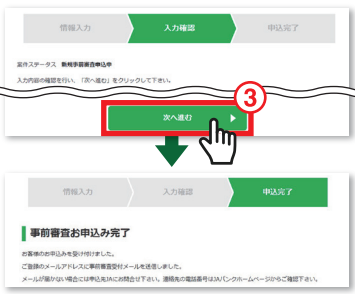 情報入力
入力確認
申込完了
案件ステータス 新規事前審査申込中
入力内容の確認を行い、「次へ進む」をクリックして下さい。
③
次へ進む
情報入力
入力確認
申込完了
事前審査お申込み完了
お客様のお申込みを受け付けました。
ご登録のメールアドレスに事前審査受付メールを送信しました。
メールが届かない場合には申込先JAにお問合せ下さい。連絡先の電話番号はJAバンクホームページからご確認下さい。